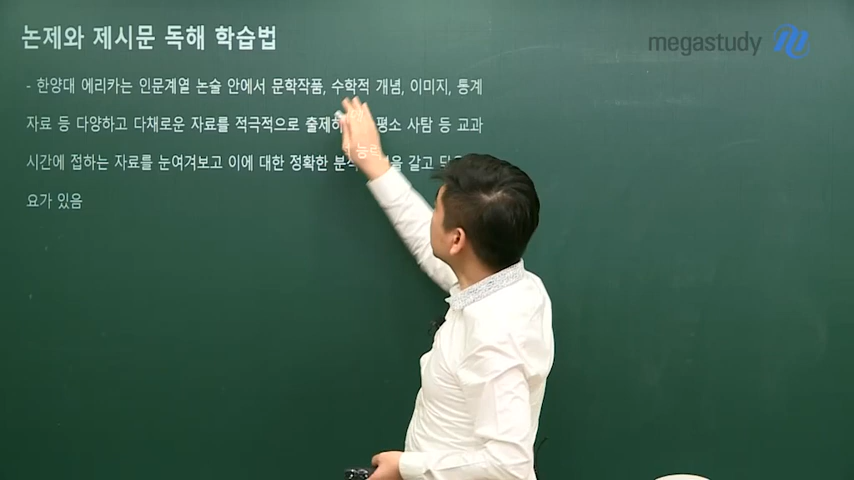 논제와 제시문 독해 학습법
megastudy
- 한양대 에리카는 인문계열 논술 안에서 문학작품, 수학적 개념, 이미지, 통계
자료 등 다양하고 다채로운 자료를 적극적으로 평소 사탐 등 교과
시간에 접하는 자료를 눈여겨보고 이에 대한 정확한 갈고
요가 있음